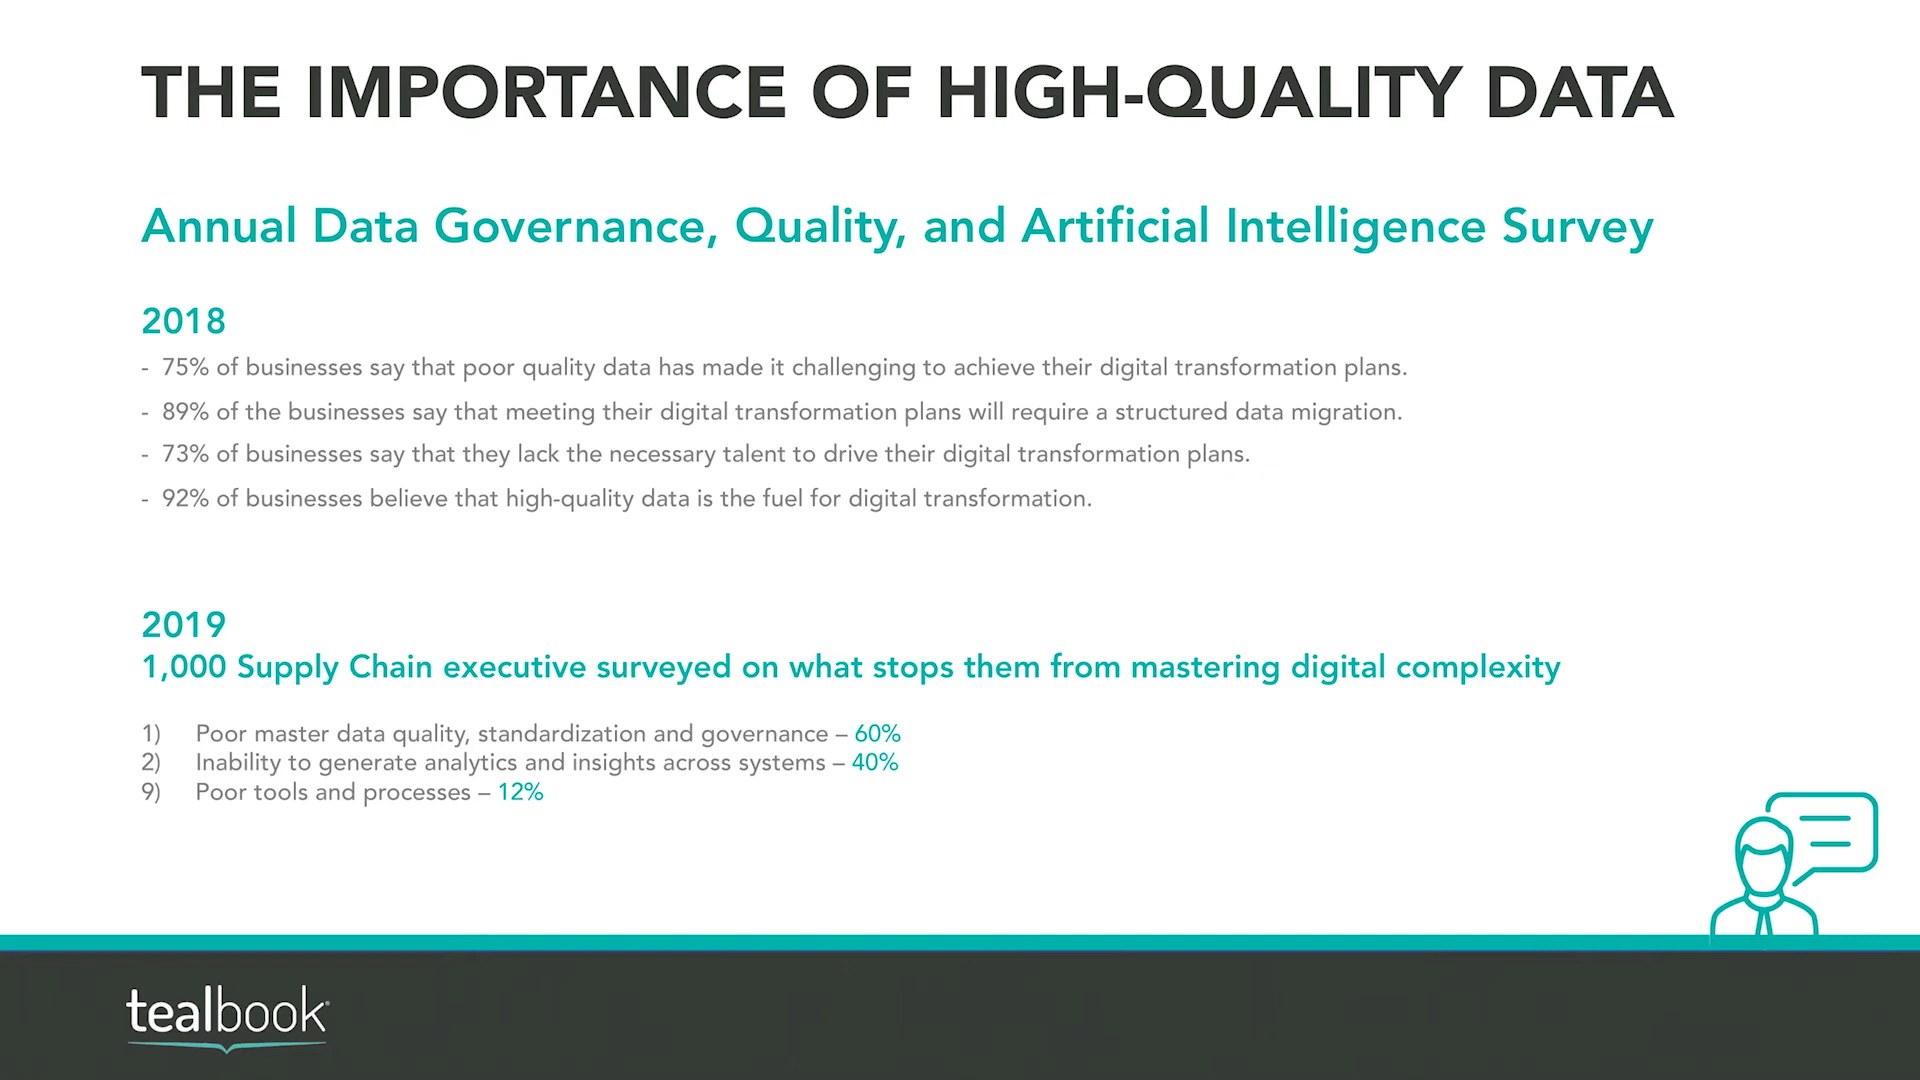 THE IMPORTANCE OF HIGH-QUALITY DATA
Annual Data Governance, Quality, and Artificial Intelligence Survey
2018
- 75% of businesses say that poor quality data has made it challenging to achieve their digital transformation plans.
- 89% of the businesses say that meeting their digital transformation plans will require a structured data migration.
- 73% of businesses say that they lack the necessary talent to drive their digital transformation plans.
- 92% of businesses believe that high-quality data is the fuel for digital transformation.
2019
1,000 Supply Chain executive surveyed on what stops them from mastering digital complexity
1) Poor master data quality, standardization and governance – 60%
2) Inability to generate analytics and insights across systems – 40%
9) Poor tools and processes – 12%
tealbook